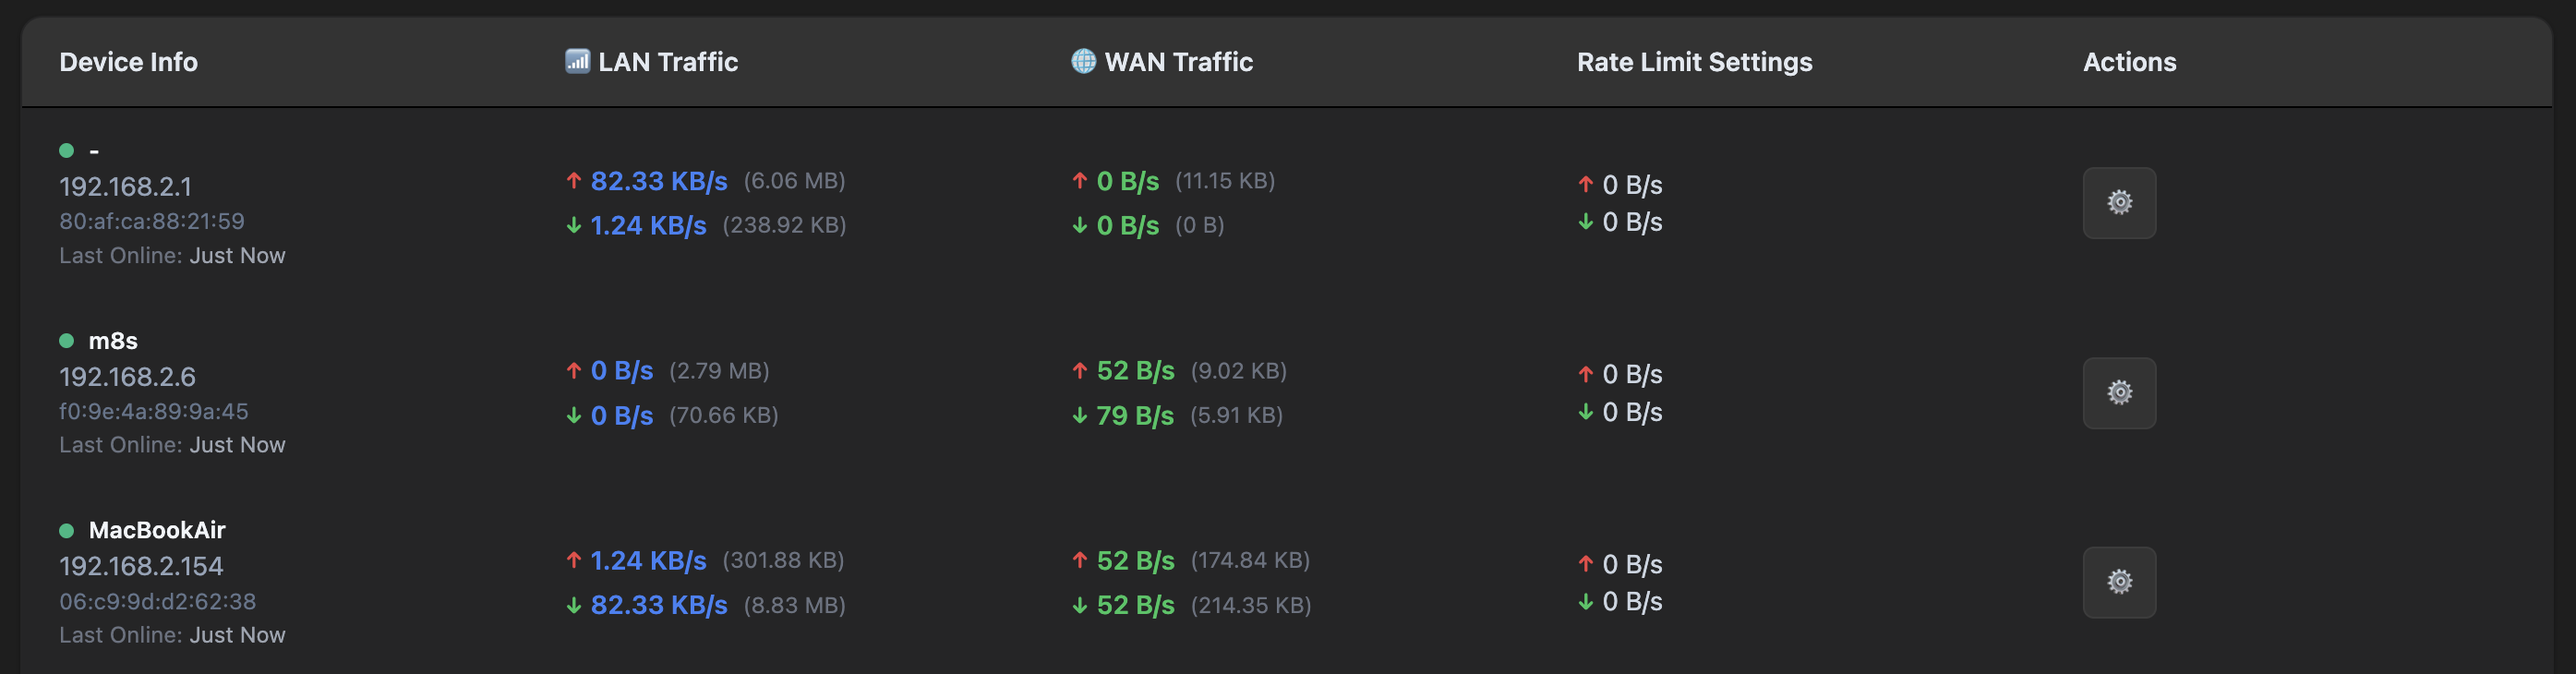 Device Info LAN Traffic WAN Traffic Rate Limit Settings Actions
-
192.168.2.1
80:af:ca:88:21:59
Last Online: Just Now
↑ 82.33 KB/s (6.06 MB)
↓ 1.24 KB/s (238.92 KB)
↑ 0 B/s (11.15 KB)
↓ 0 B/s (0 B)
↑ 0 B/s
↓ 0 B/s
m8s
192.168.2.6
f0:9e:4a:89:9a:45
Last Online: Just Now
↑ 0 B/s (2.79 MB)
↓ 0 B/s (70.66 KB)
↑ 52 B/s (9.02 KB)
↓ 79 B/s (5.91 KB)
↑ 0 B/s
↓ 0 B/s
MacBookAir
192.168.2.154
06:c9:9d:d2:62:38
Last Online: Just Now
↑ 1.24 KB/s (301.88 KB)
↓ 82.33 KB/s (8.83 MB)
↑ 52 B/s (174.84 KB)
↓ 52 B/s (214.35 KB)
↑ 0 B/s
↓ 0 B/s